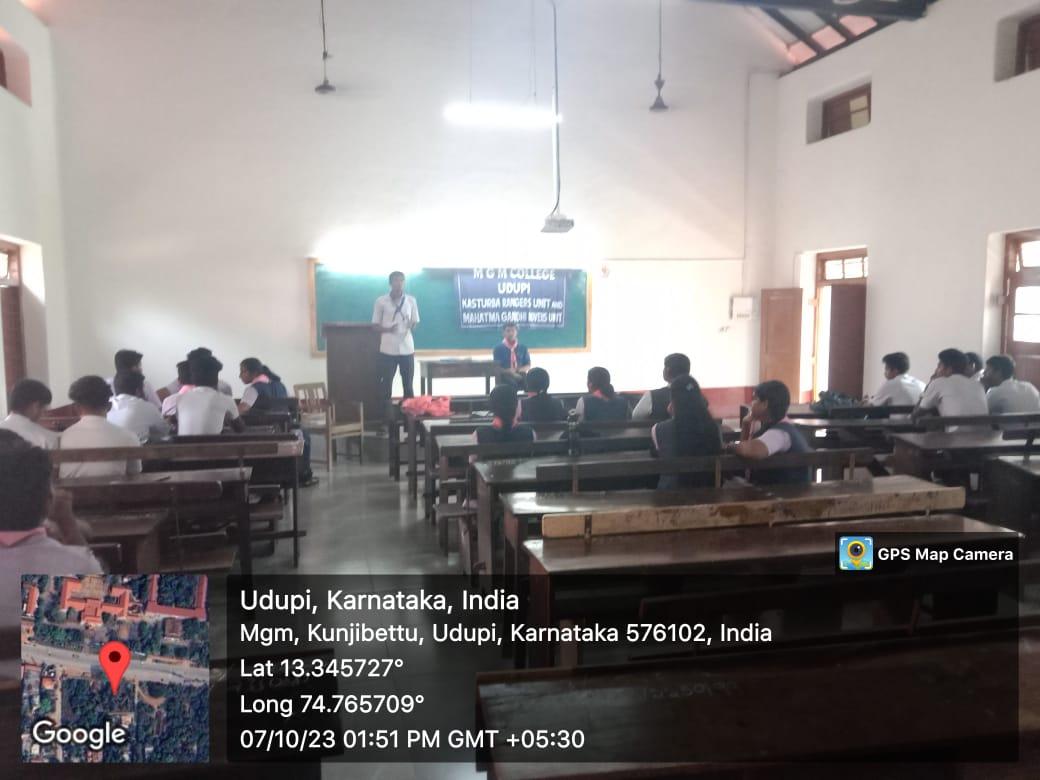 M G M COLLEGE
UDUPI
KASTURBA RANGERS UNIT AND
MAHATMA GANDHI ROVERS UNIT
GPS Map Camera
Udupi, Karnataka, India
Mgm, Kunjibettu, Udupi, Karnataka 576102, India
Lat 13.345727°
Long 74.765709°
07/10/23 01:51 PM GMT +05:30
Google